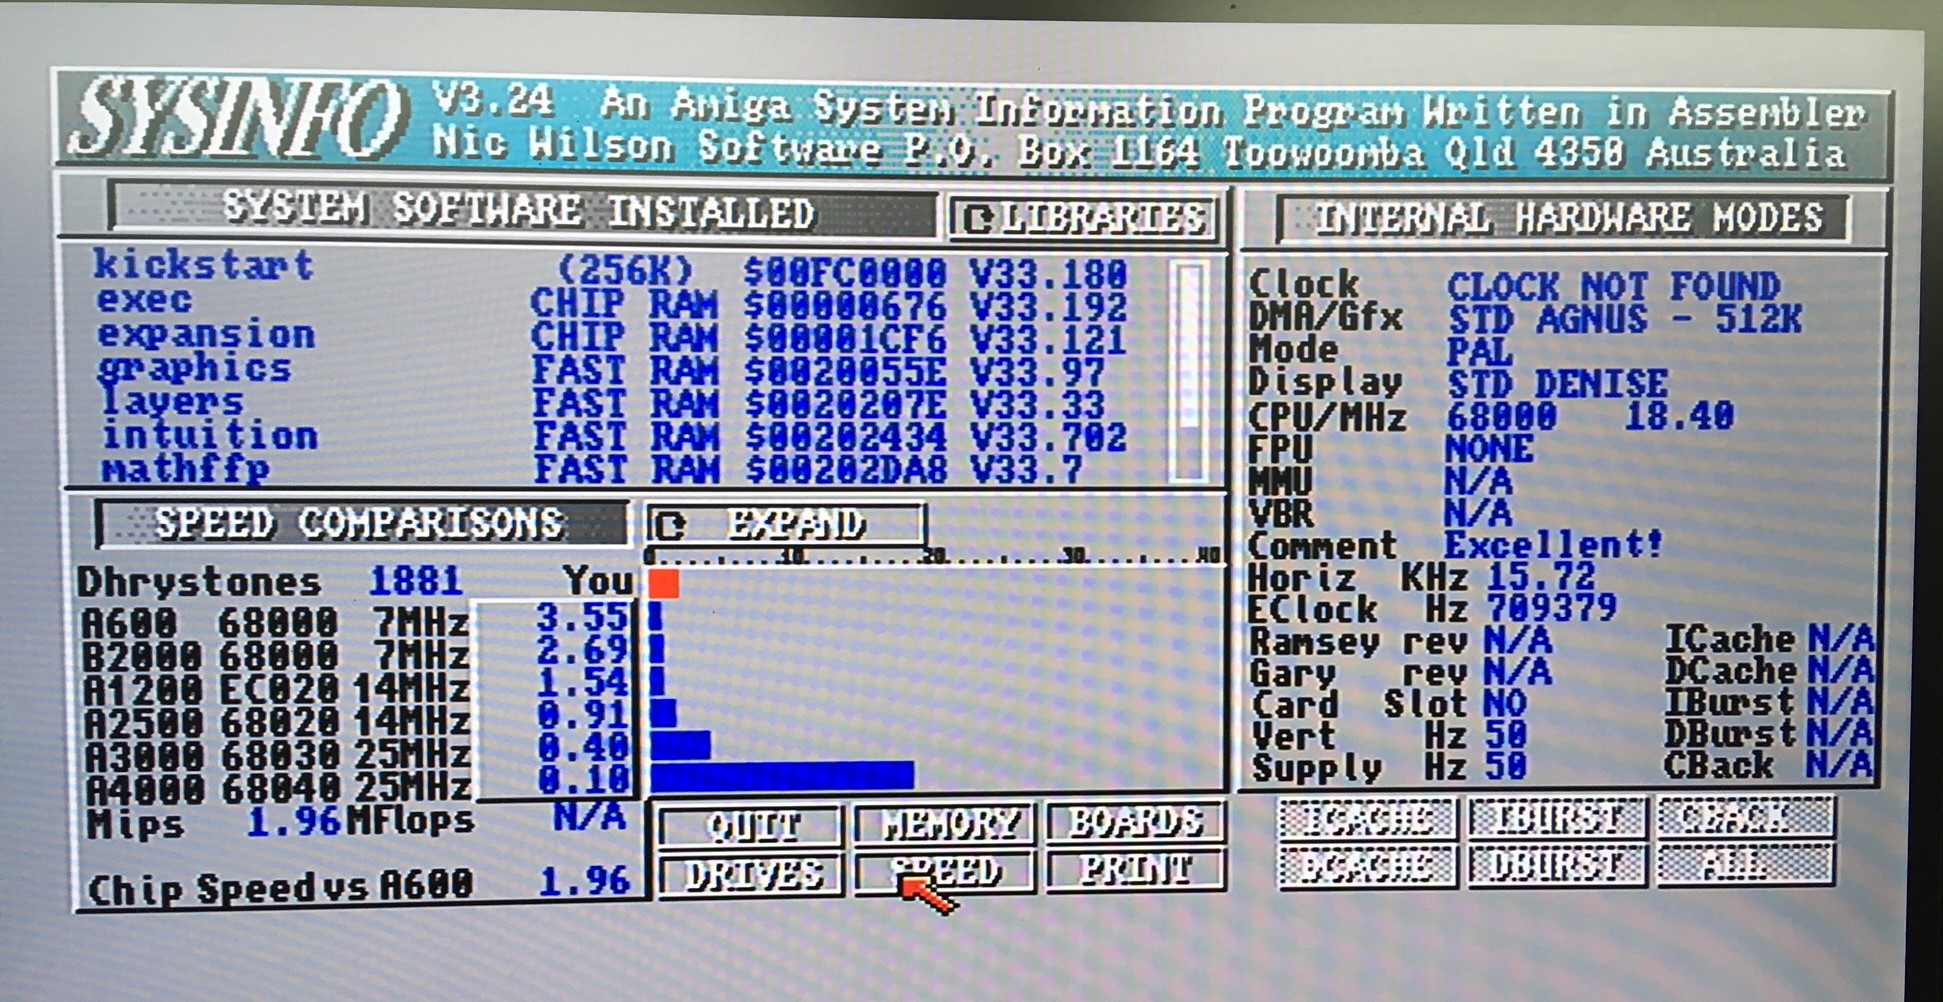 SYSINFO V3.24 An Amiga System Information Program Written in Assembler
Nic Wilson Software P.O. Box 1164 Toowoomba Qld 4350 Australia
SYSTEM SOFTWARE INSTALLED LIBRARIES
kickstart (256K) $00FC0000 V33.180
exec CHIP RAM $00000676 V33.192
expansion CHIP RAM $00001CF6 V33.121
graphics FAST RAM $0020055E V33.97
layers FAST RAM $0020207E V33.33
intuition FAST RAM $00202434 V33.702
mathffp FAST RAM $00202DA8 V33.7
SPEED COMPARISONS EXPAND
0 10 20 30 40
Dhrystones 1881 You
A600 68000 7MHz 3.55
B2000 68000 7MHz 2.69
A1200 EC020 14MHz 1.54
A2500 68020 14MHz 0.91
A3000 68030 25MHz 0.40
A4000 68040 25MHz 0.10
Mips 1.96 MFlops N/A
Chip Speed vs A600 1.96
QUIT MEMORY BOARDS
DRIVES SPEED PRINT
INTERNAL HARDWARE MODES
Clock CLOCK NOT FOUND
DMA/Gfx STD AGNUS - 512K
Mode PAL
Display STD DENISE
CPU/MHz 68000 18.40
FPU NONE
MMU N/A
VBR N/A
Comment Excellent!
Horiz KHz 15.72
EClock Hz 709379
Ramsey rev N/A ICache N/A
Gary rev N/A DCache N/A
Card Slot NO IBurst N/A
Vert Hz 50 DBurst N/A
Supply Hz 50 CBack N/A
ICACHE IBURST CBACK
DCACHE DBURST ALL